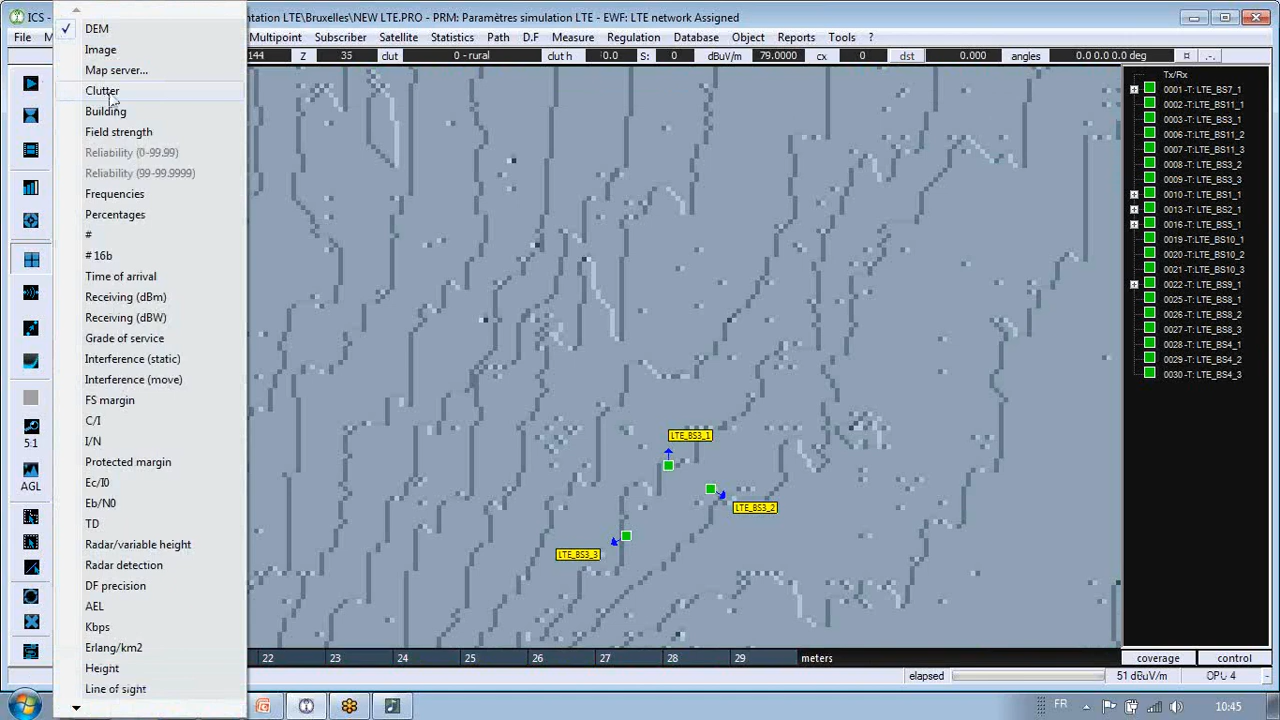 ICS - 
ntation LTE\Bruxelles\NEW LTE.PRO - PRM: Paramètres simulation LTE - EWF: LTE network Assigned
File
M
Multipoint Subscriber Satellite Statistics Path D.F Measure Regulation Database Object Reports Tools ?
144 Z 35 clut 0 - rural clut h 0.0 S: 0 dBuV/m 79.0000 cx 0 dst 0.000 angles 0.0 0.0 0.0 deg
DEM
Image
Map server...
Clutter
Building
Field strength
Reliability (0-99.99)
Reliability (99-99.9999)
Frequencies
Percentages
#
# 16b
Time of arrival
Receiving (dBm)
Receiving (dBW)
Grade of service
Interference (static)
Interference (move)
FS margin
C/I
I/N
Protected margin
Ec/I0
Eb/N0
TD
Radar/variable height
Radar detection
DF precision
AEL
Kbps
Erlang/km2
Height
Line of sight
5:1
AGL
LTE_BS3_1
LTE_BS3_2
LTE_BS3_3
Tx/Rx
0001 -T: LTE_BS7_1
0002 -T: LTE_BS11_1
0003 -T: LTE_BS3_1
0006 -T: LTE_BS11_2
0007 -T: LTE_BS11_3
0008 -T: LTE_BS3_2
0009 -T: LTE_BS3_3
0010 -T: LTE_BS1_1
0013 -T: LTE_BS2_1
0016 -T: LTE_BS5_1
0019 -T: LTE_BS10_1
0020 -T: LTE_BS10_2
0021 -T: LTE_BS10_3
0022 -T: LTE_BS9_1
0025 -T: LTE_BS8_1
0026 -T: LTE_BS8_2
0027 -T: LTE_BS8_3
0028 -T: LTE_BS4_1
0029 -T: LTE_BS4_2
0030 -T: LTE_BS4_3
22 23 24 25 26 27 28 29 meters
coverage control
elapsed 51 dBuV/m OPU 4
FR 10:45